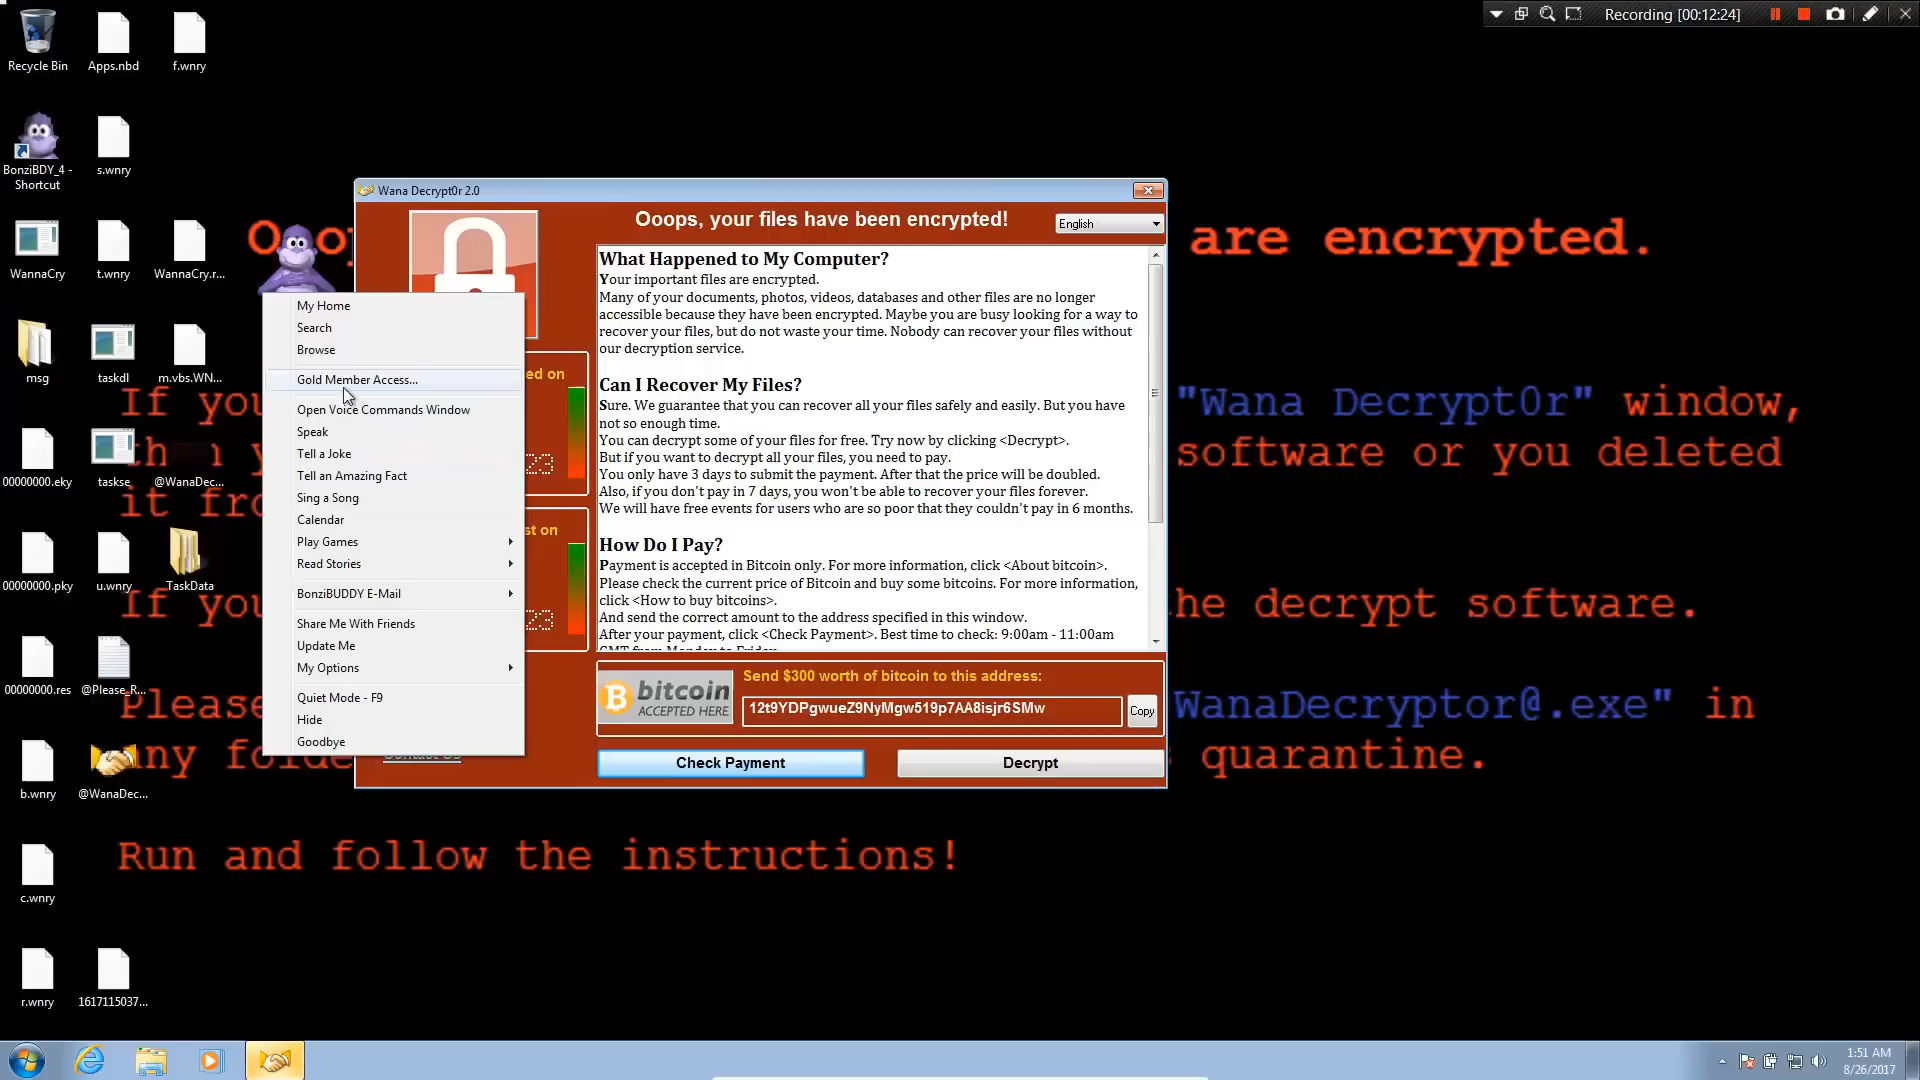 Recording [00:12:24]
Recycle Bin
Apps.nbd
f.wnry
BonziBDY_4 -
Shortcut
s.wnry
WannaCry
t.wnry
WannaCry.r...
msg
taskdl
m.vbs.WN...
00000000.eky
taskse
@WanaDec...
00000000.pky
u.wnry
TaskData
00000000.res
@Please_R...
b.wnry
@WanaDec...
c.wnry
r.wnry
1617115037...
are encrypted.
If you
"Wana Decrypt0r" window,
software or you deleted
it fro
If you
he decrypt software.
Please
WanaDecryptor@.exe" in
any folde
quarantine.
Run and follow the instructions!
My Home
Search
Browse
Gold Member Access...
Open Voice Commands Window
Speak
Tell a Joke
Tell an Amazing Fact
Sing a Song
Calendar
Play Games
Read Stories
BonziBUDDY E-Mail
Share Me With Friends
Update Me
My Options
Quiet Mode - F9
Hide
Goodbye
Wana Decrypt0r 2.0
Ooops, your files have been encrypted!
English
ed on
23
st on
23
What Happened to My Computer?
Your important files are encrypted.
Many of your documents, photos, videos, databases and other files are no longer
accessible because they have been encrypted. Maybe you are busy looking for a way to
recover your files, but do not waste your time. Nobody can recover your files without
our decryption service.
Can I Recover My Files?
Sure. We guarantee that you can recover all your files safely and easily. But you have
not so enough time.
You can decrypt some of your files for free. Try now by clicking <Decrypt>.
But if you want to decrypt all your files, you need to pay.
You only have 3 days to submit the payment. After that the price will be doubled.
Also, if you don't pay in 7 days, you won't be able to recover your files forever.
We will have free events for users who are so poor that they couldn't pay in 6 months.
How Do I Pay?
Payment is accepted in Bitcoin only. For more information, click <About bitcoin>.
Please check the current price of Bitcoin and buy some bitcoins. For more information,
click <How to buy bitcoins>.
And send the correct amount to the address specified in this window.
After your payment, click <Check Payment>. Best time to check: 9:00am - 11:00am
GMT from Monday to Friday.
bitcoin
ACCEPTED HERE
Send $300 worth of bitcoin to this address:
12t9YDPgwueZ9NyMgw519p7AA8isjr6SMw
Copy
Contact Us
Check Payment
Decrypt
1:51 AM
8/26/2017